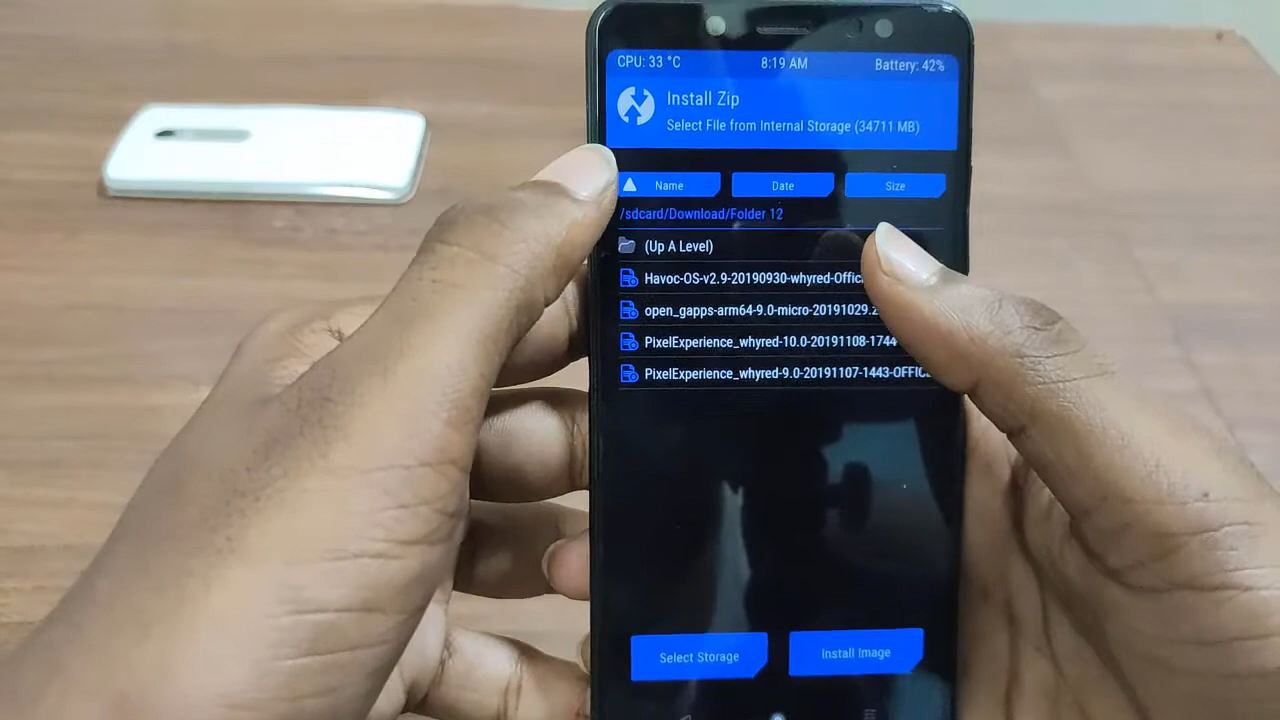 CPU: 33 °C 8:19 AM Battery: 42%
Install Zip
Select File from Internal Storage (34711 MB)
Name Date Size
/sdcard/Download/Folder 12
(Up A Level)
Havoc-OS-v2.9-20190930-whyred-Offic
open_gapps-arm64-9.0-micro-20191029.2
PixelExperience_whyred-10.0-20191108-1744
PixelExperience_whyred-9.0-20191107-1443-OFFIC
Select Storage Install Image